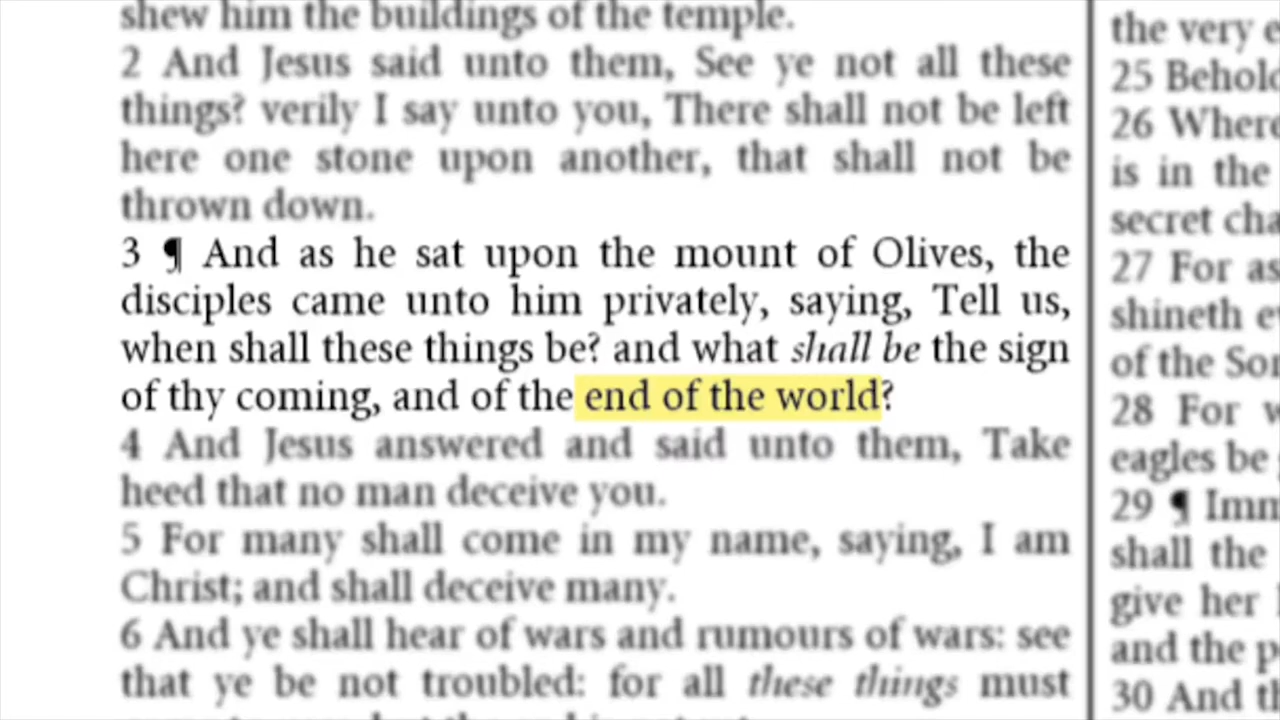 shew him the buildings of the temple.
2 And Jesus said unto them, See ye not all these
things? verily I say unto you, There shall not be left
here one stone upon another, that shall not be
thrown down.
3 ¶ And as he sat upon the mount of Olives, the
disciples came unto him privately, saying, Tell us,
when shall these things be? and what shall be the sign
of thy coming, and of the end of the world?
4 And Jesus answered and said unto them, Take
heed that no man deceive you.
5 For many shall come in my name, saying, I am
Christ; and shall deceive many.
6 And ye shall hear of wars and rumours of wars: see
that ye be not troubled: for all these things must
the very
25
26
is in the
secret
27 For as
shineth
of the
28 For
eagles be
29 ¶
shall the
give her
and the
30 And